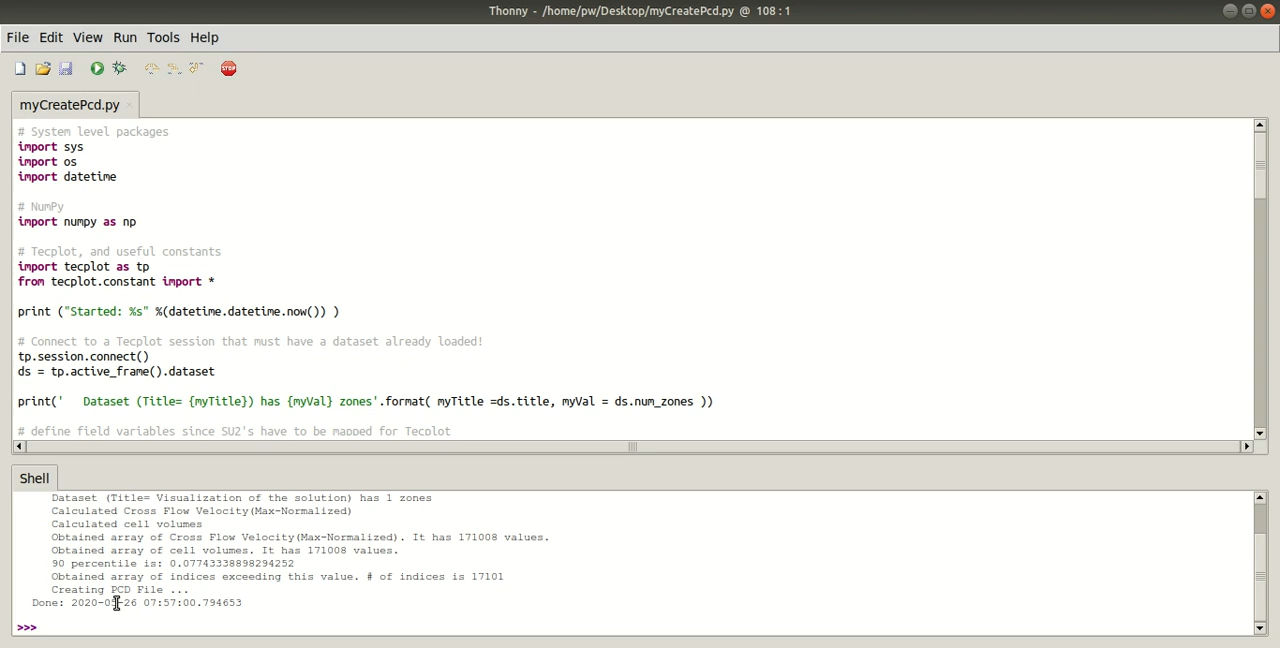 Thonny - /home/pw/Desktop/myCreatePcd.py @ 108 : 1
File Edit View Run Tools Help
STOP
myCreatePcd.py
# System level packages
import sys
import os
import datetime
# NumPy
import numpy as np
# Tecplot, and useful constants
import tecplot as tp
from tecplot.constant import *
print ("Started: %s" %(datetime.datetime.now()) )
# Connect to a Tecplot session that must have a dataset already loaded!
tp.session.connect()
ds = tp.active_frame().dataset
print('   Dataset (Title= {myTitle}) has {myVal} zones'.format( myTitle =ds.title, myVal = ds.num_zones ))
# define field variables since SU2's have to be mapped for Tecplot
Shell
Dataset (Title= Visualization of the solution) has 1 zones
Calculated Cross Flow Velocity(Max-Normalized)
Calculated cell volumes
Obtained array of Cross Flow Velocity(Max-Normalized). It has 171008 values.
Obtained array of cell volumes. It has 171008 values.
90 percentile is: 0.07743338898294252
Obtained array of indices exceeding this value. # of indices is 17101
Creating PCD File ...
Done: 2020-05-26 07:57:00.794653
>>>